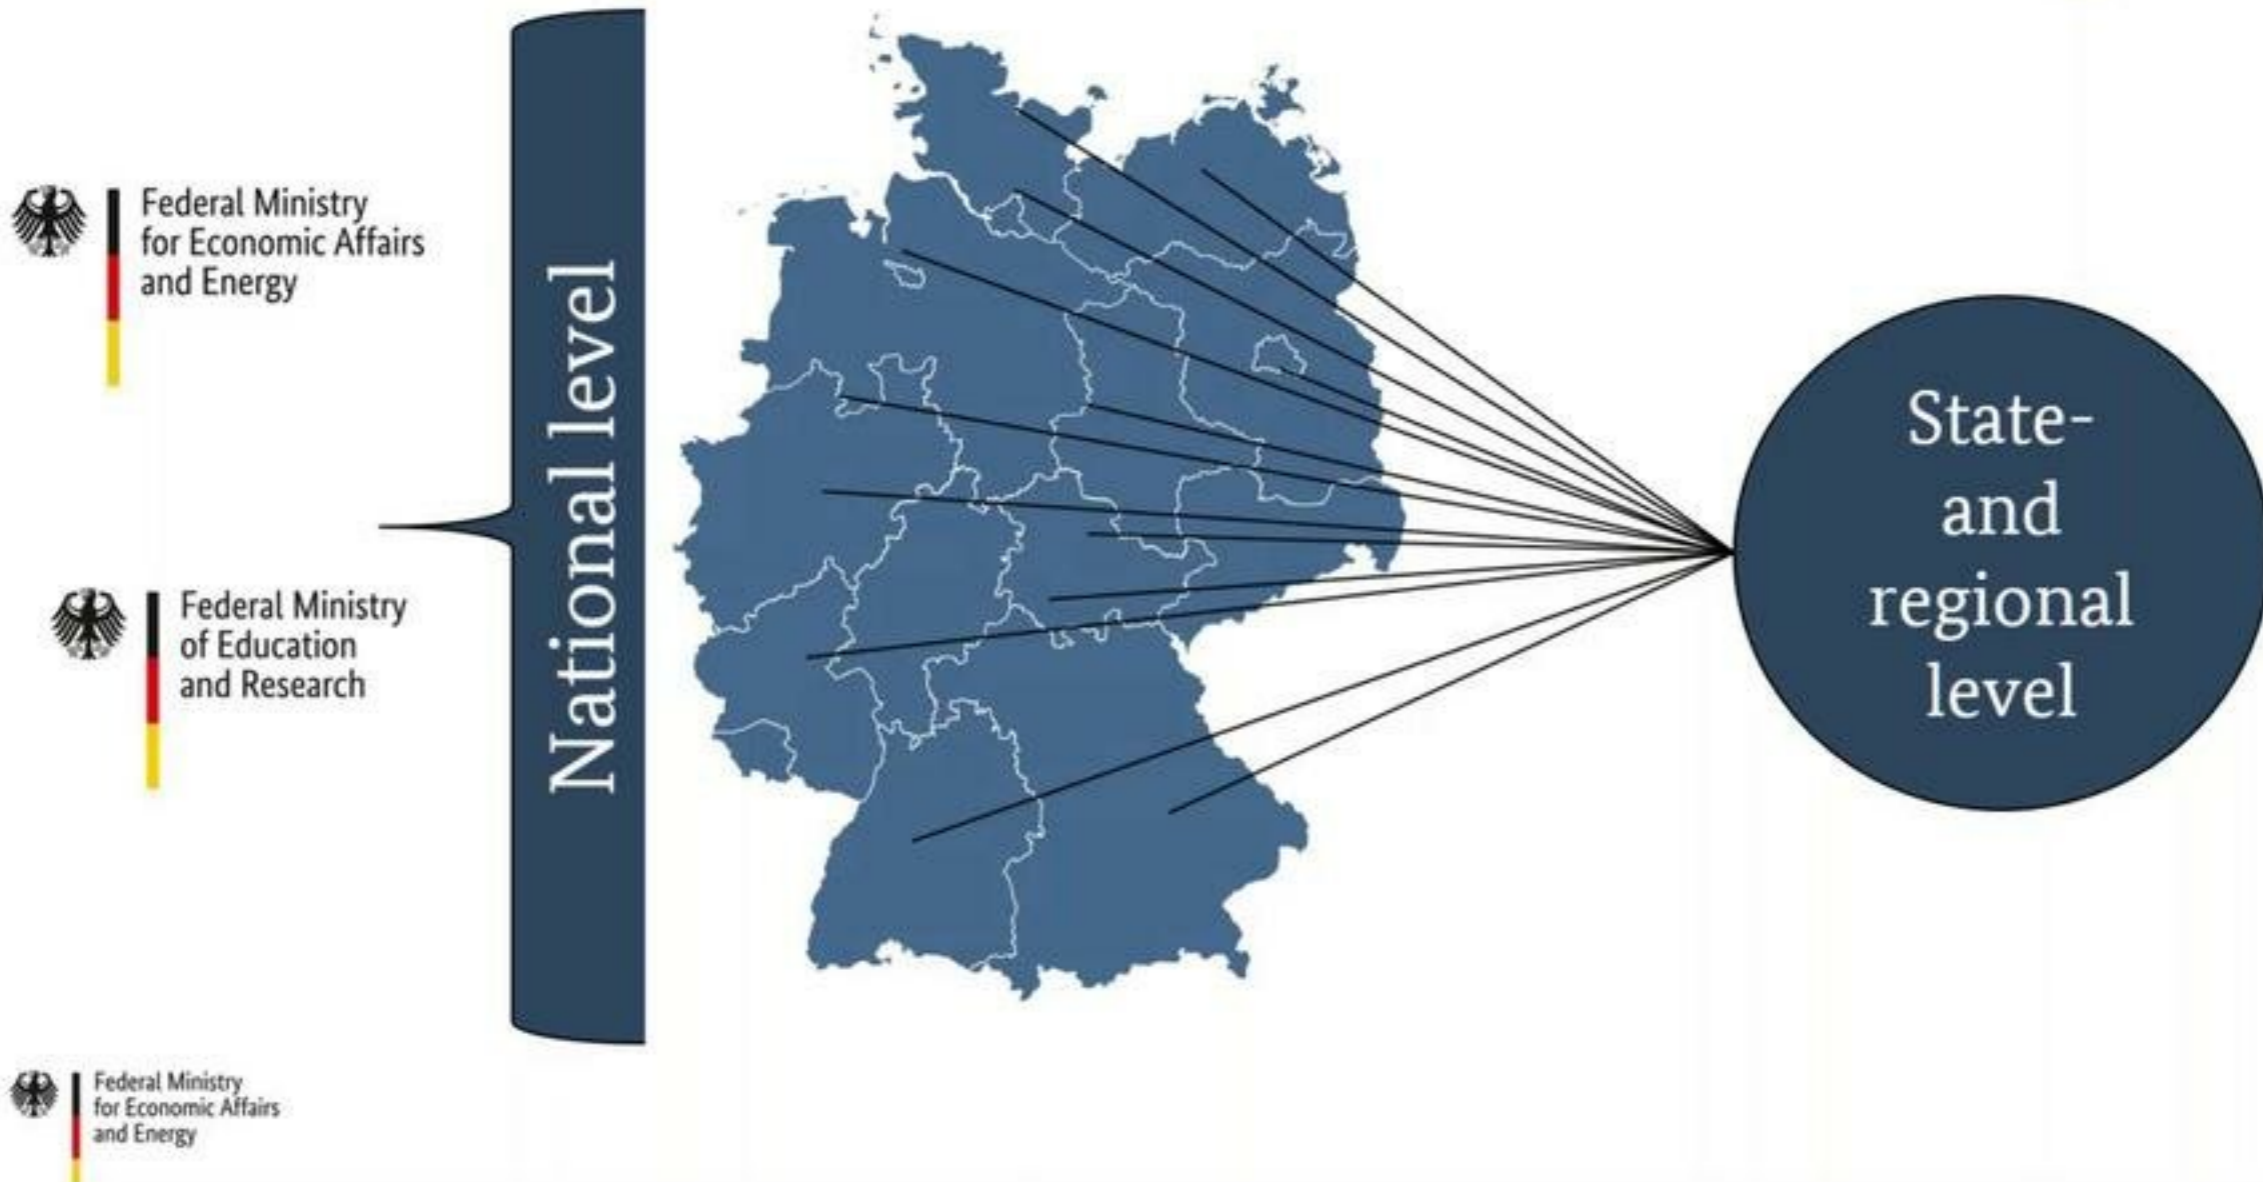 Federal Ministry
for Economic Affairs
and Energy
Federal Ministry
of Education
and Research
National level
State-
and
regional
level
Federal Ministry
for Economic Affairs
and Energy